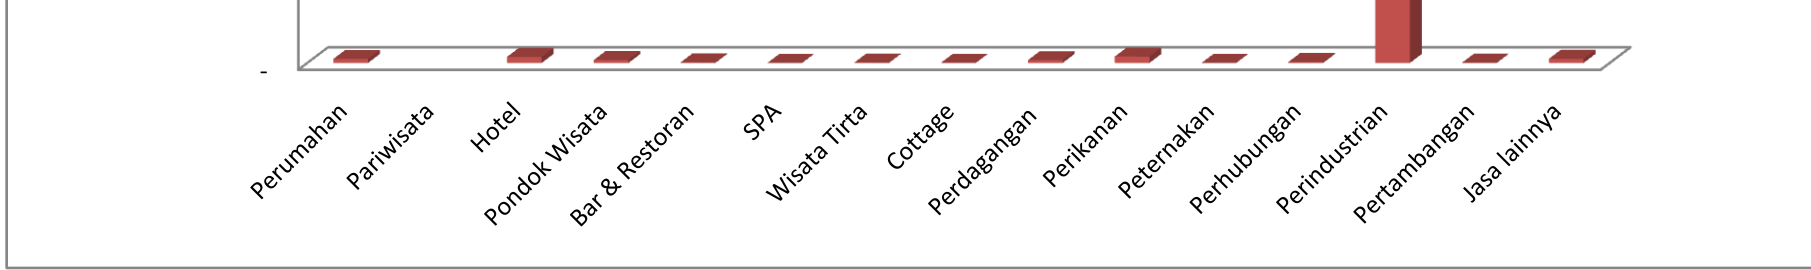 -
Perumahan
Pariwisata
Hotel
Pondok Wisata
Bar & Restoran
SPA
Wisata Tirta
Cottage
Perdagangan
Perikanan
Peternakan
Perhubungan
Perindustrian
Pertambangan
Jasa lainnya